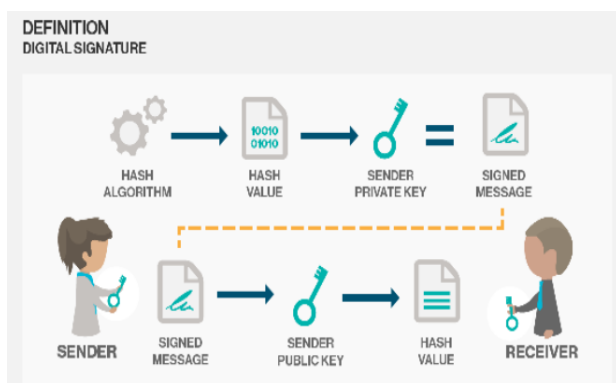 DEFINITION
DIGITAL SIGNATURE
10010
01010
HASH
ALGORITHM
HASH
VALUE
SENDER
PRIVATE KEY
SIGNED
MESSAGE
SENDER
SIGNED
MESSAGE
SENDER
PUBLIC KEY
HASH
VALUE
RECEIVER